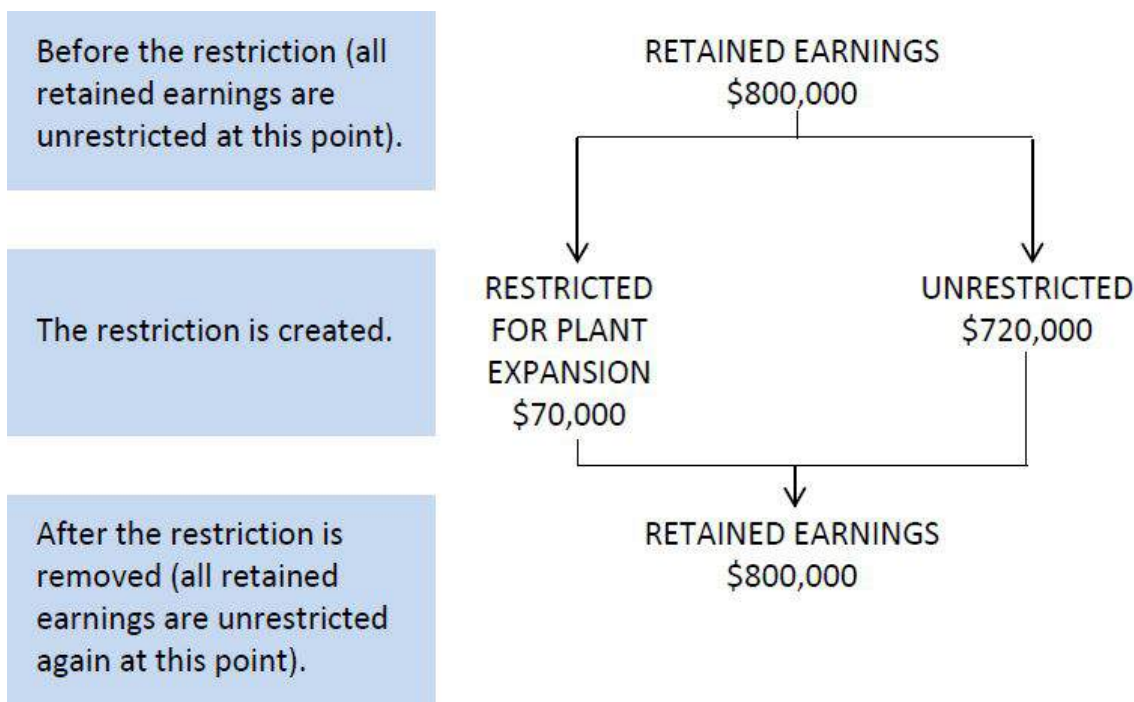 Before the restriction (all
retained earnings are
unrestricted at this point).
RETAINED EARNINGS
$800,000
The restriction is created.
RESTRICTED
FOR PLANT
EXPANSION
$70,000
UNRESTRICTED
$720,000
After the restriction is
removed (all retained
earnings are unrestricted
again at this point).
RETAINED EARNINGS
$800,000